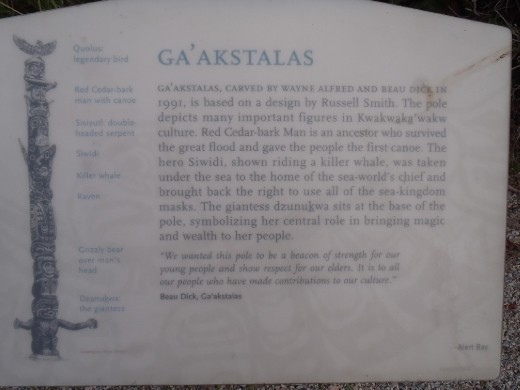 GA'AKSTALAS
Quolus:
legendary bird
Red Cedar-bark
man with canoe
Sisiyutl: double-
headed serpent
Siwidi
Killer whale
Raven
Grizzly bear
over man's
head
Dzunuḵwa
the giantess
GA'AKSTALAS, CARVED BY WAYNE ALFRED AND BEAU DICK IN
1991, is based on a design by Russell Smith. The pole
depicts many important figures in Kwakwa̱ka̱'wakw
culture. Red Cedar-bark Man is an ancestor who survived
the great flood and gave the people the first canoe. The
hero Siwidi, shown riding a killer whale, was taken
under the sea to the home of the sea-world's chief and
brought back the right to use all of the sea-kingdom
masks. The giantess dzunuḵwa sits at the base of the
pole, symbolizing her central role in bringing magic
and wealth to her people.
"We wanted this pole to be a beacon of strength for our
young people and show respect for our elders. It is to all
our people who have made contributions to our culture."
Beau Dick, Ga'akstalas
Alert Bay